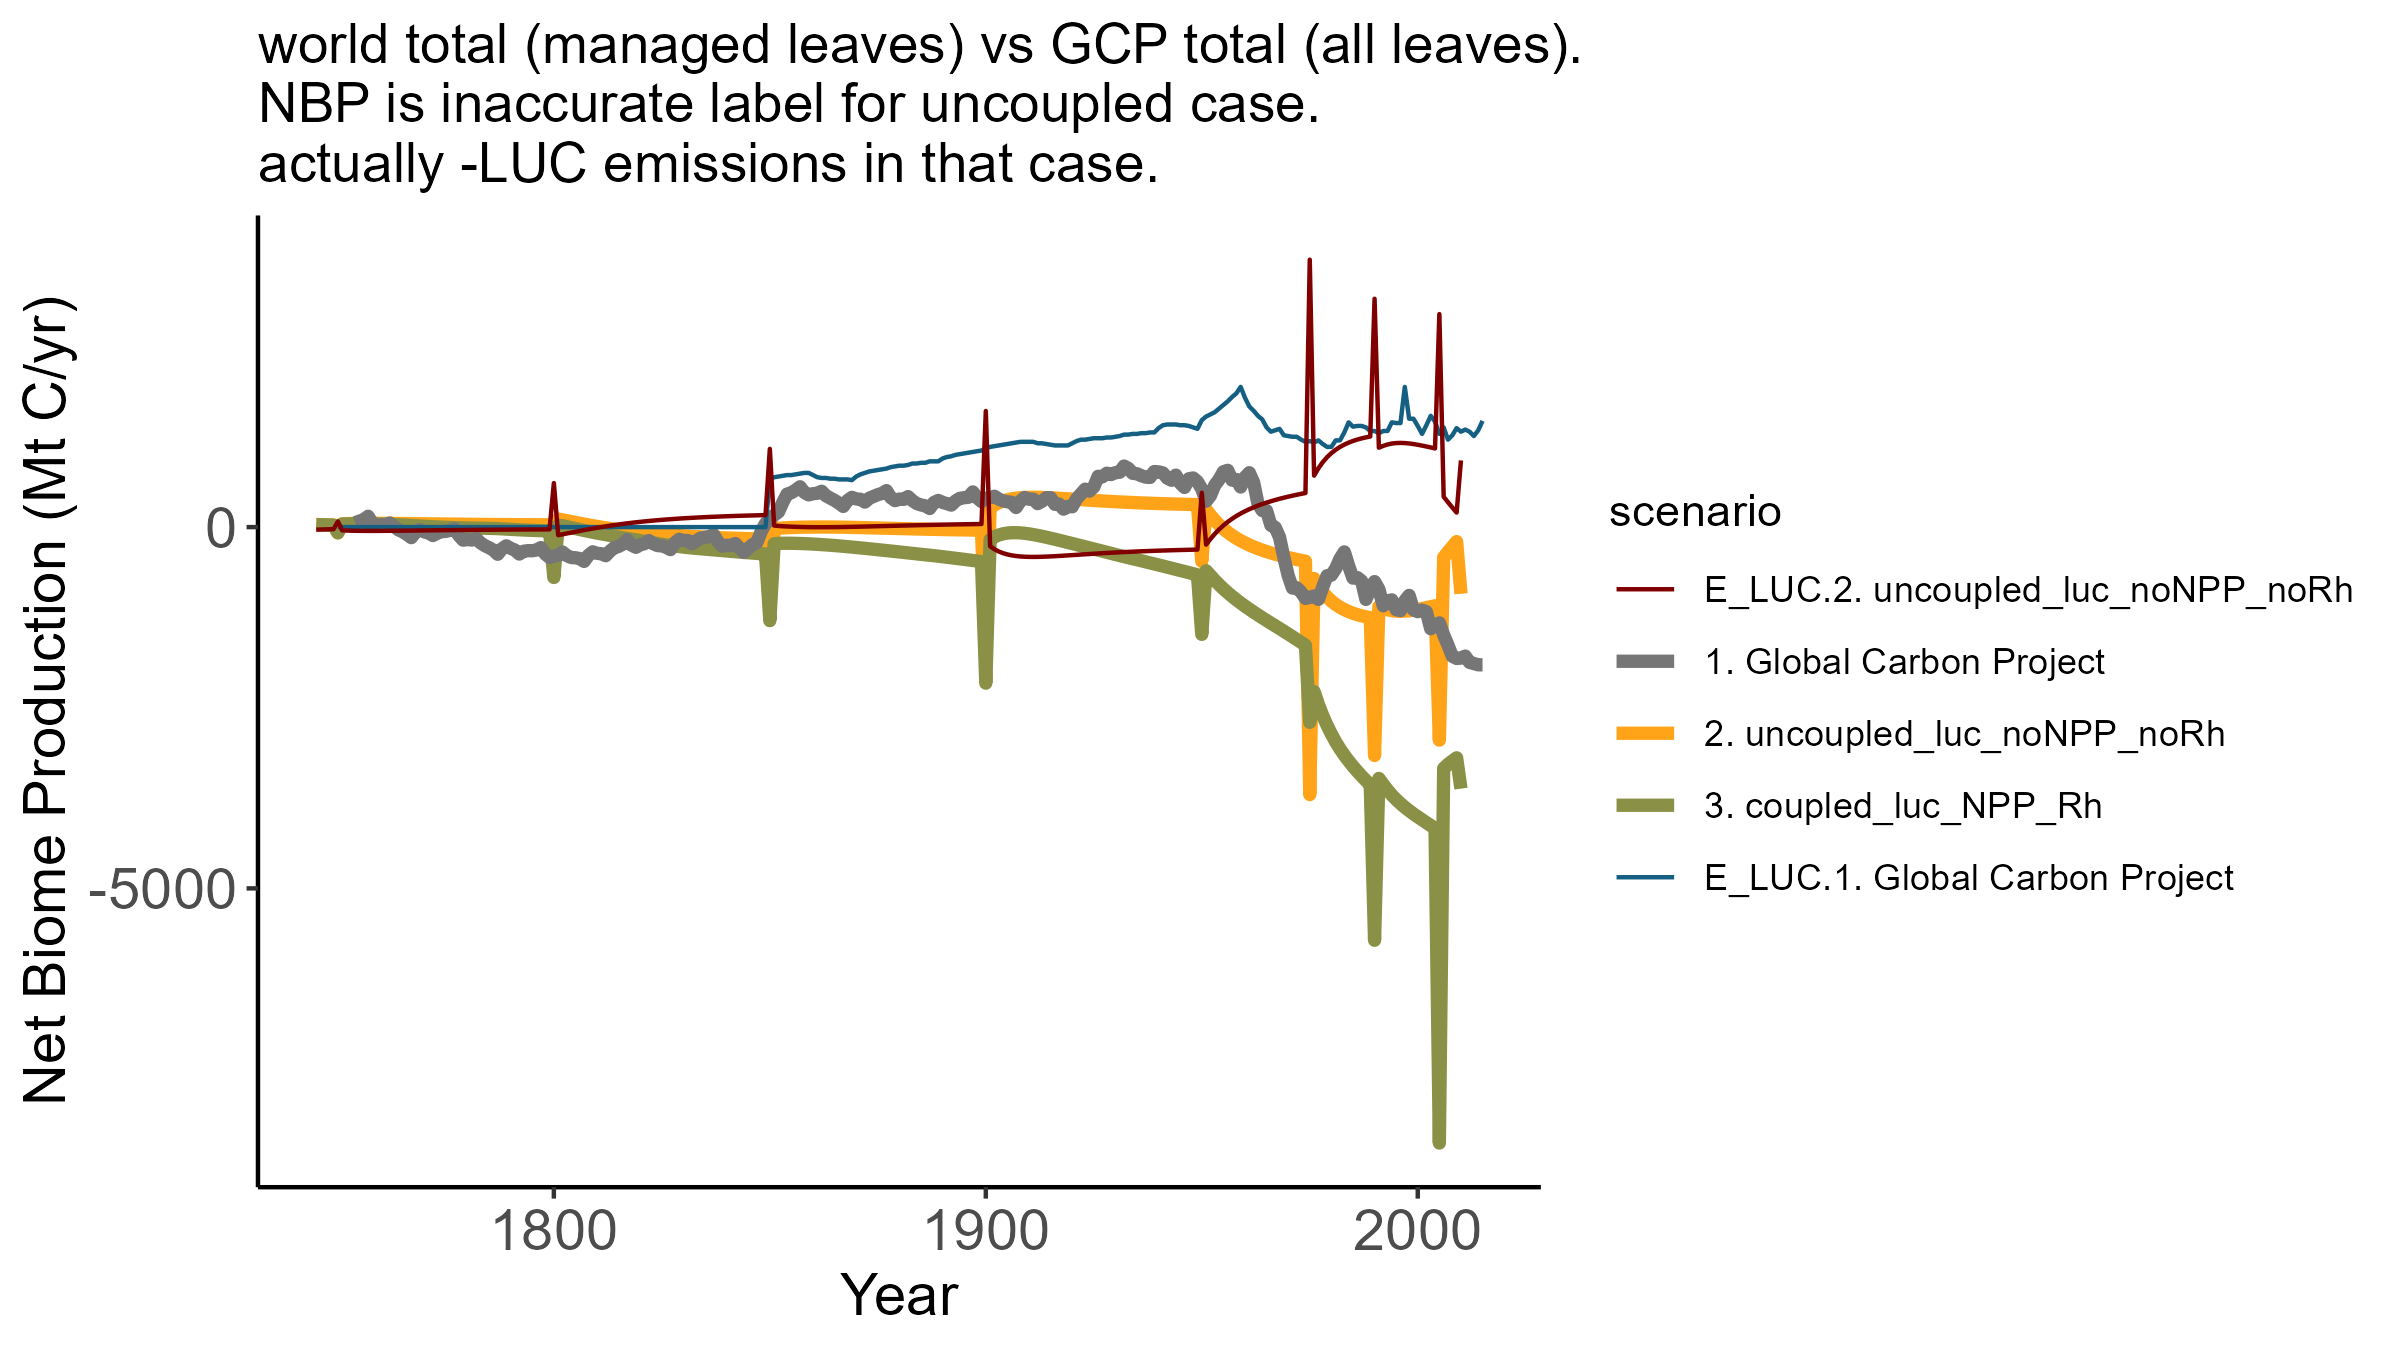 world total (managed leaves) vs GCP total (all leaves).
NBP is inaccurate label for uncoupled case.
actually -LUC emissions in that case.
Net Biome Production (Mt C/yr)
0
-5000
1800
1900
2000
Year
scenario
E_LUC.2. uncoupled_luc_noNPP_noRh
1. Global Carbon Project
2. uncoupled_luc_noNPP_noRh
3. coupled_luc_NPP_Rh
E_LUC.1. Global Carbon Project